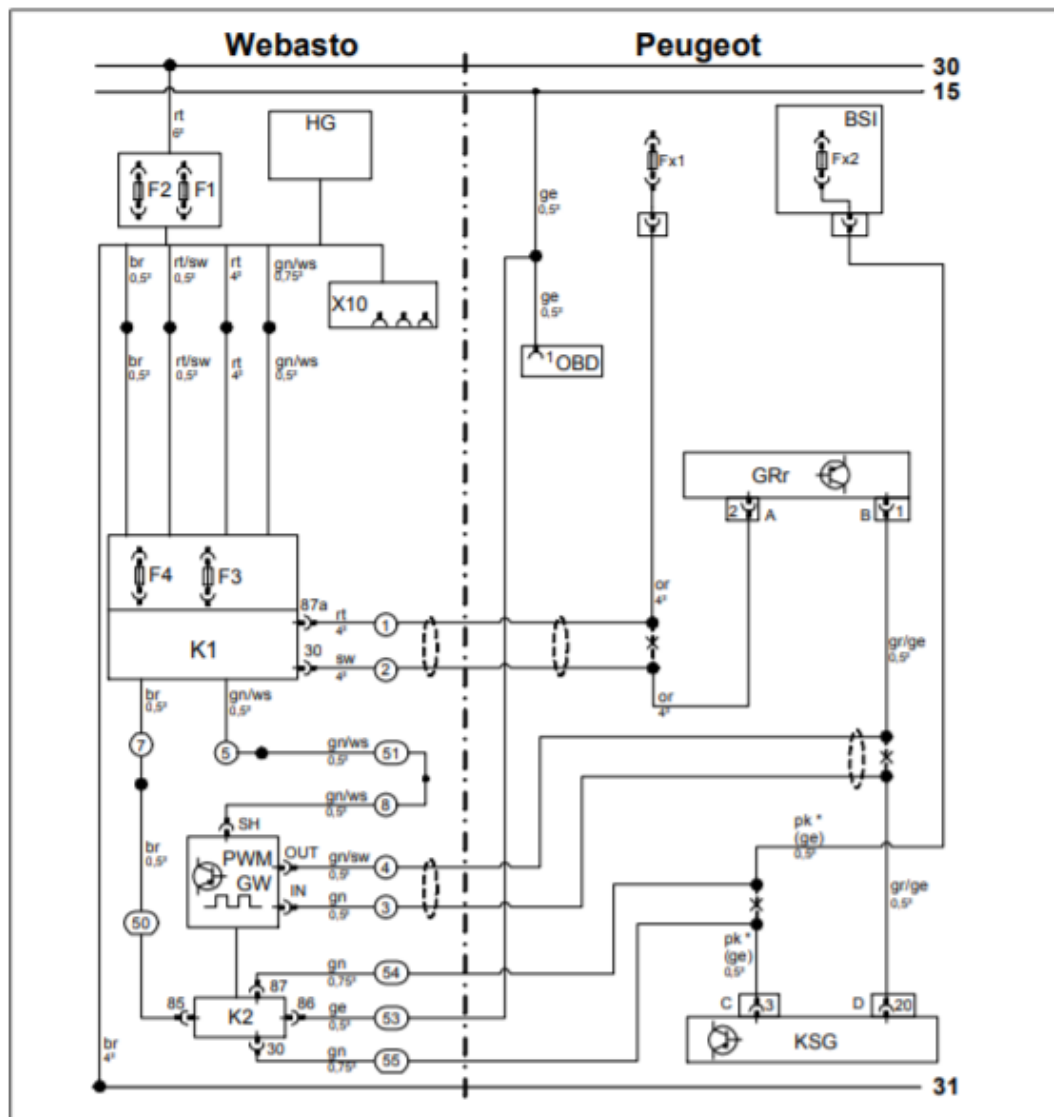 Webasto Peugeot
30
15
rt
6²
HG
BSI
F2 F1
Fx1
Fx2
ge
0,5²
br
0,5²
rt/sw
0,5²
rt
4²
gn/ws
0,75²
X10
ge
0,5²
1 OBD
br
0,5²
rt/sw
0,5²
rt
4²
gn/ws
0,5²
GRr
2 A B 1
F4 F3
87a
rt
4²
1
or
4²
K1
30
sw
4²
2
gr/ge
0,5²
br
0,5²
gn/ws
0,5²
or
4²
7
5
gn/ws
0,5²
51
gn/ws
0,5²
8
SH
br
0,5²
PWM
GW
OUT
gn/sw
0,5²
4
IN
gn
0,5²
3
pk *
(ge)
0,5²
gr/ge
0,5²
50
pk *
(ge)
0,5²
gn
0,75²
54
87
85
K2
86
ge
0,5²
53
C 3 D 20
30
gn
0,75²
55
KSG
br
4²
31